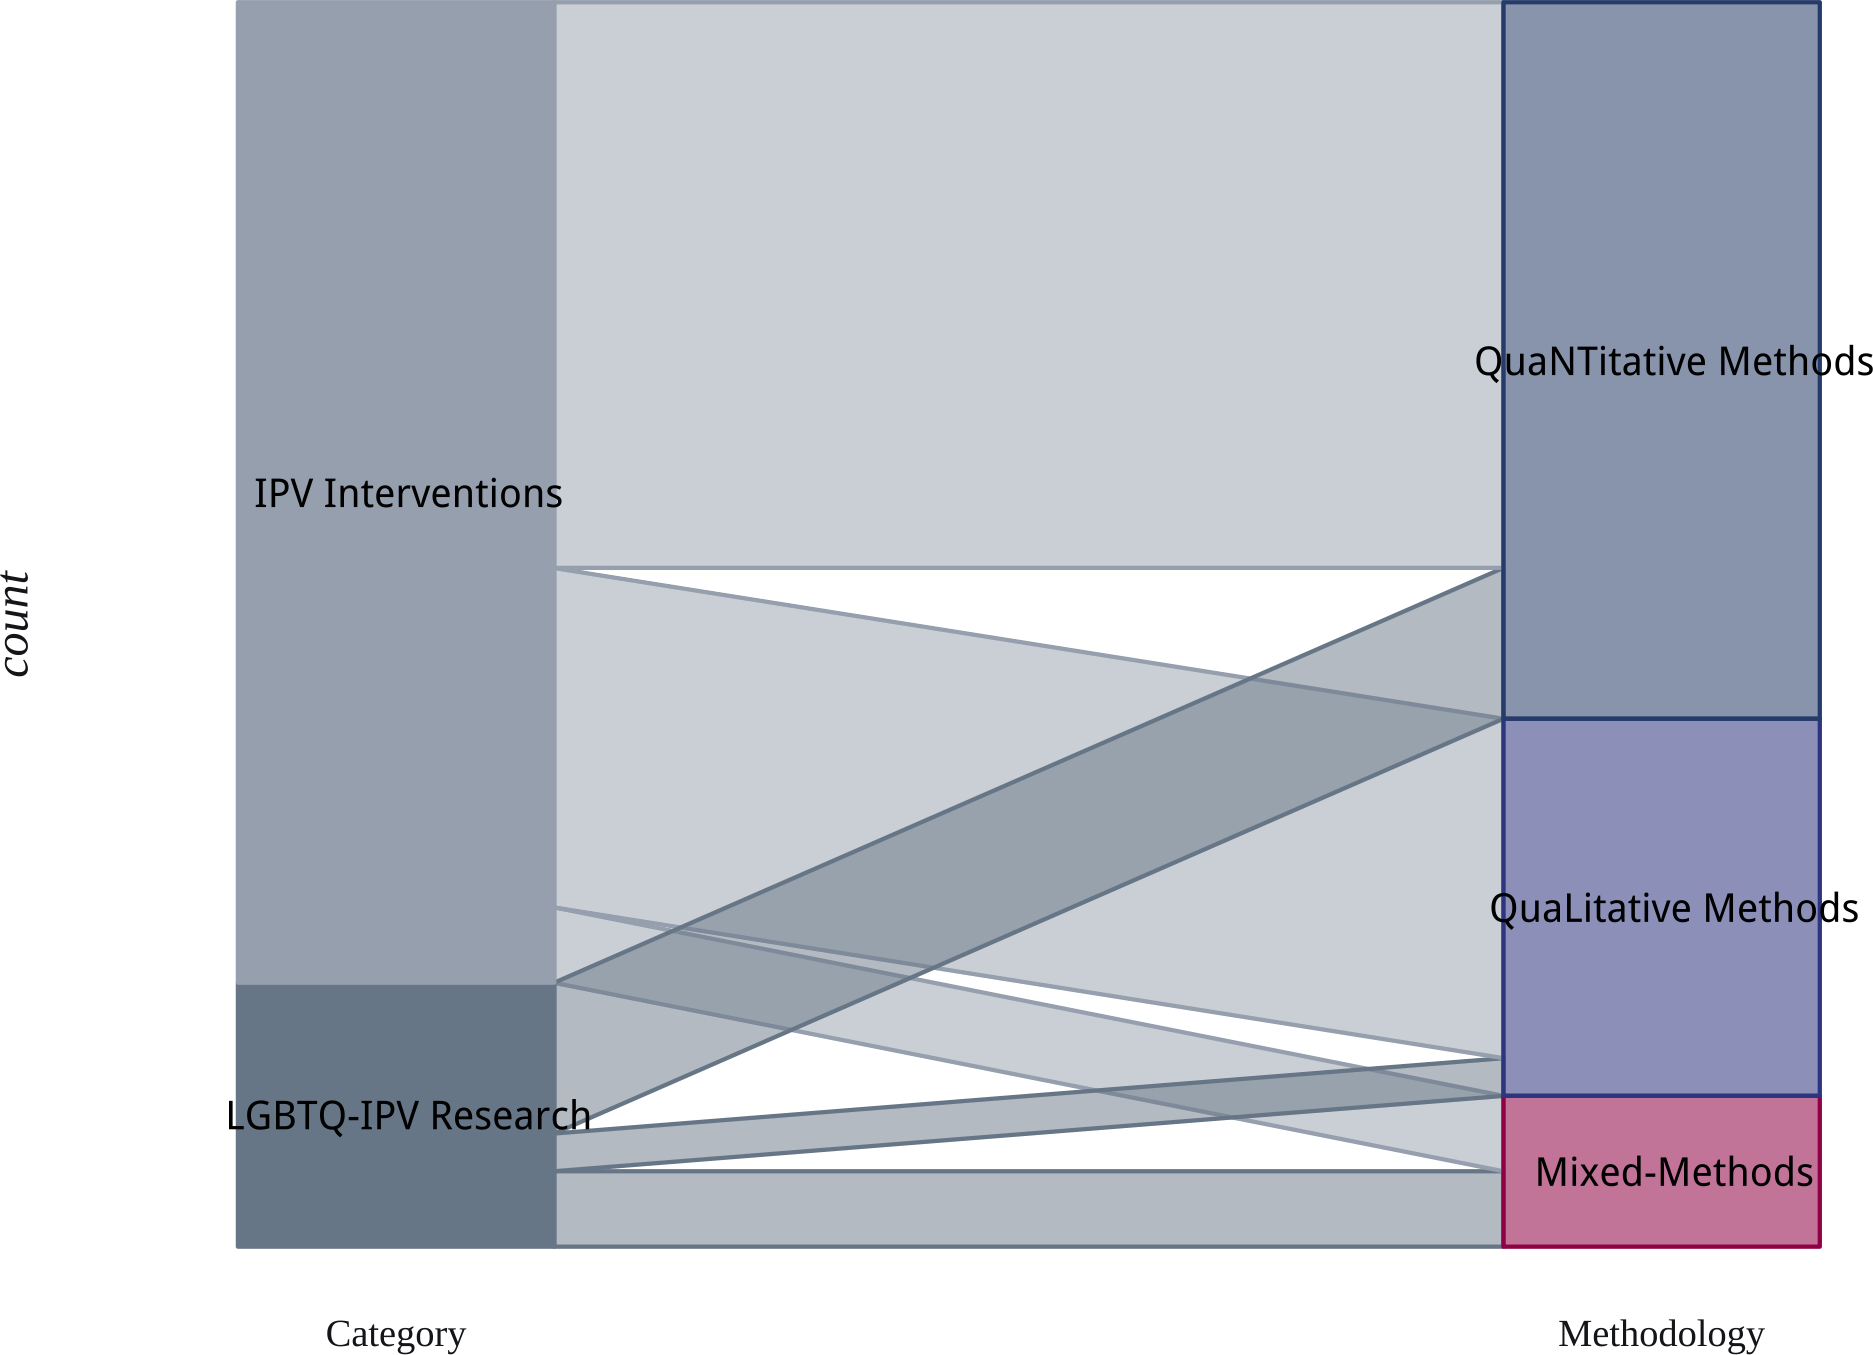 QuaNTitative Methods
IPV Interventions
count
QuaLitative Methods
LGBTQ-IPV Research
Mixed-Methods
Category
Methodology